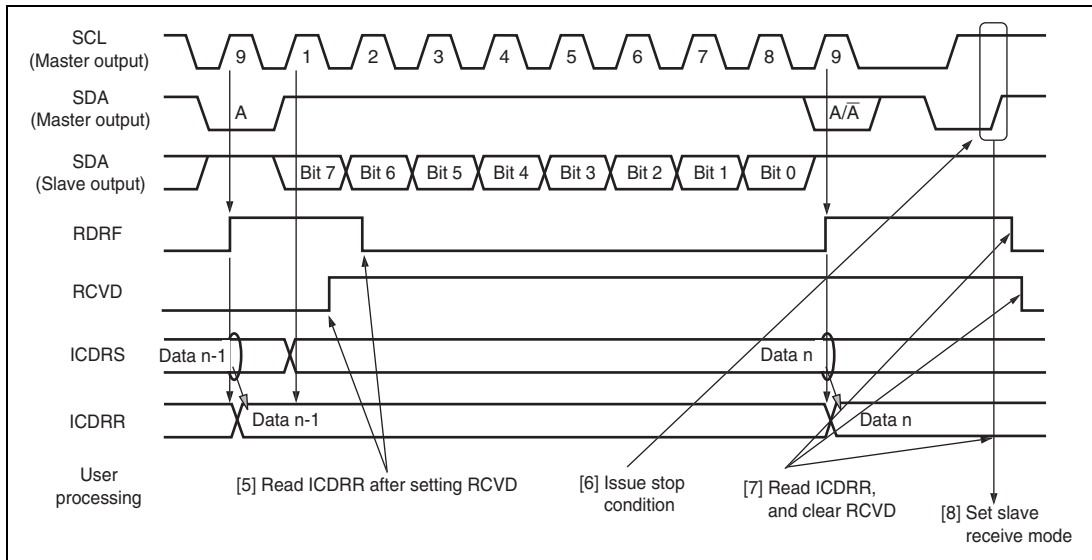 SCL
(Master output)
9 1 2 3 4 5 6 7 8 9
SDA
(Master output)
A A/A̅
SDA
(Slave output)
Bit 7 Bit 6 Bit 5 Bit 4 Bit 3 Bit 2 Bit 1 Bit 0
RDRF
RCVD
ICDRS
Data n-1 Data n
ICDRR
Data n-1 Data n
User
processing
[5] Read ICDRR after setting RCVD
[6] Issue stop
condition
[7] Read ICDRR,
and clear RCVD
[8] Set slave
receive mode